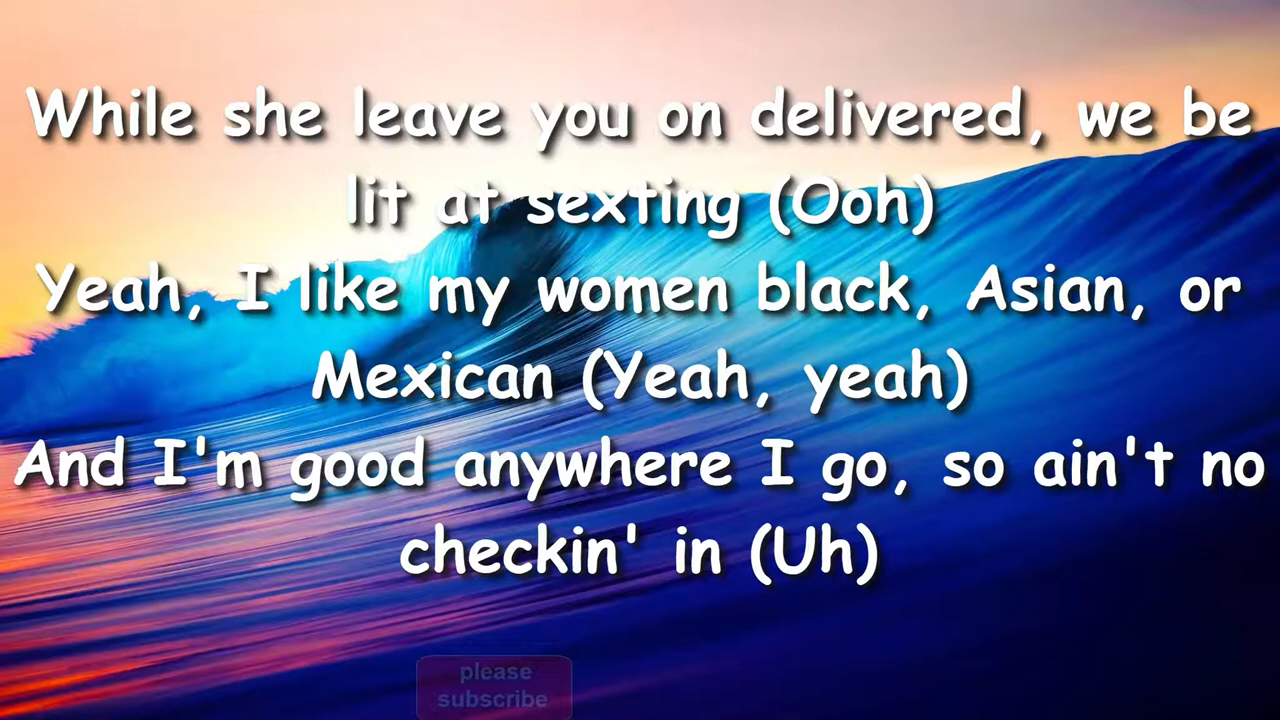 While she leave you on delivered, we be
lit at sexting (Ooh)
Yeah, I like my women black, Asian, or
Mexican (Yeah, yeah)
And I'm good anywhere I go, so ain't no
checkin' in (Uh)
please
subscribe